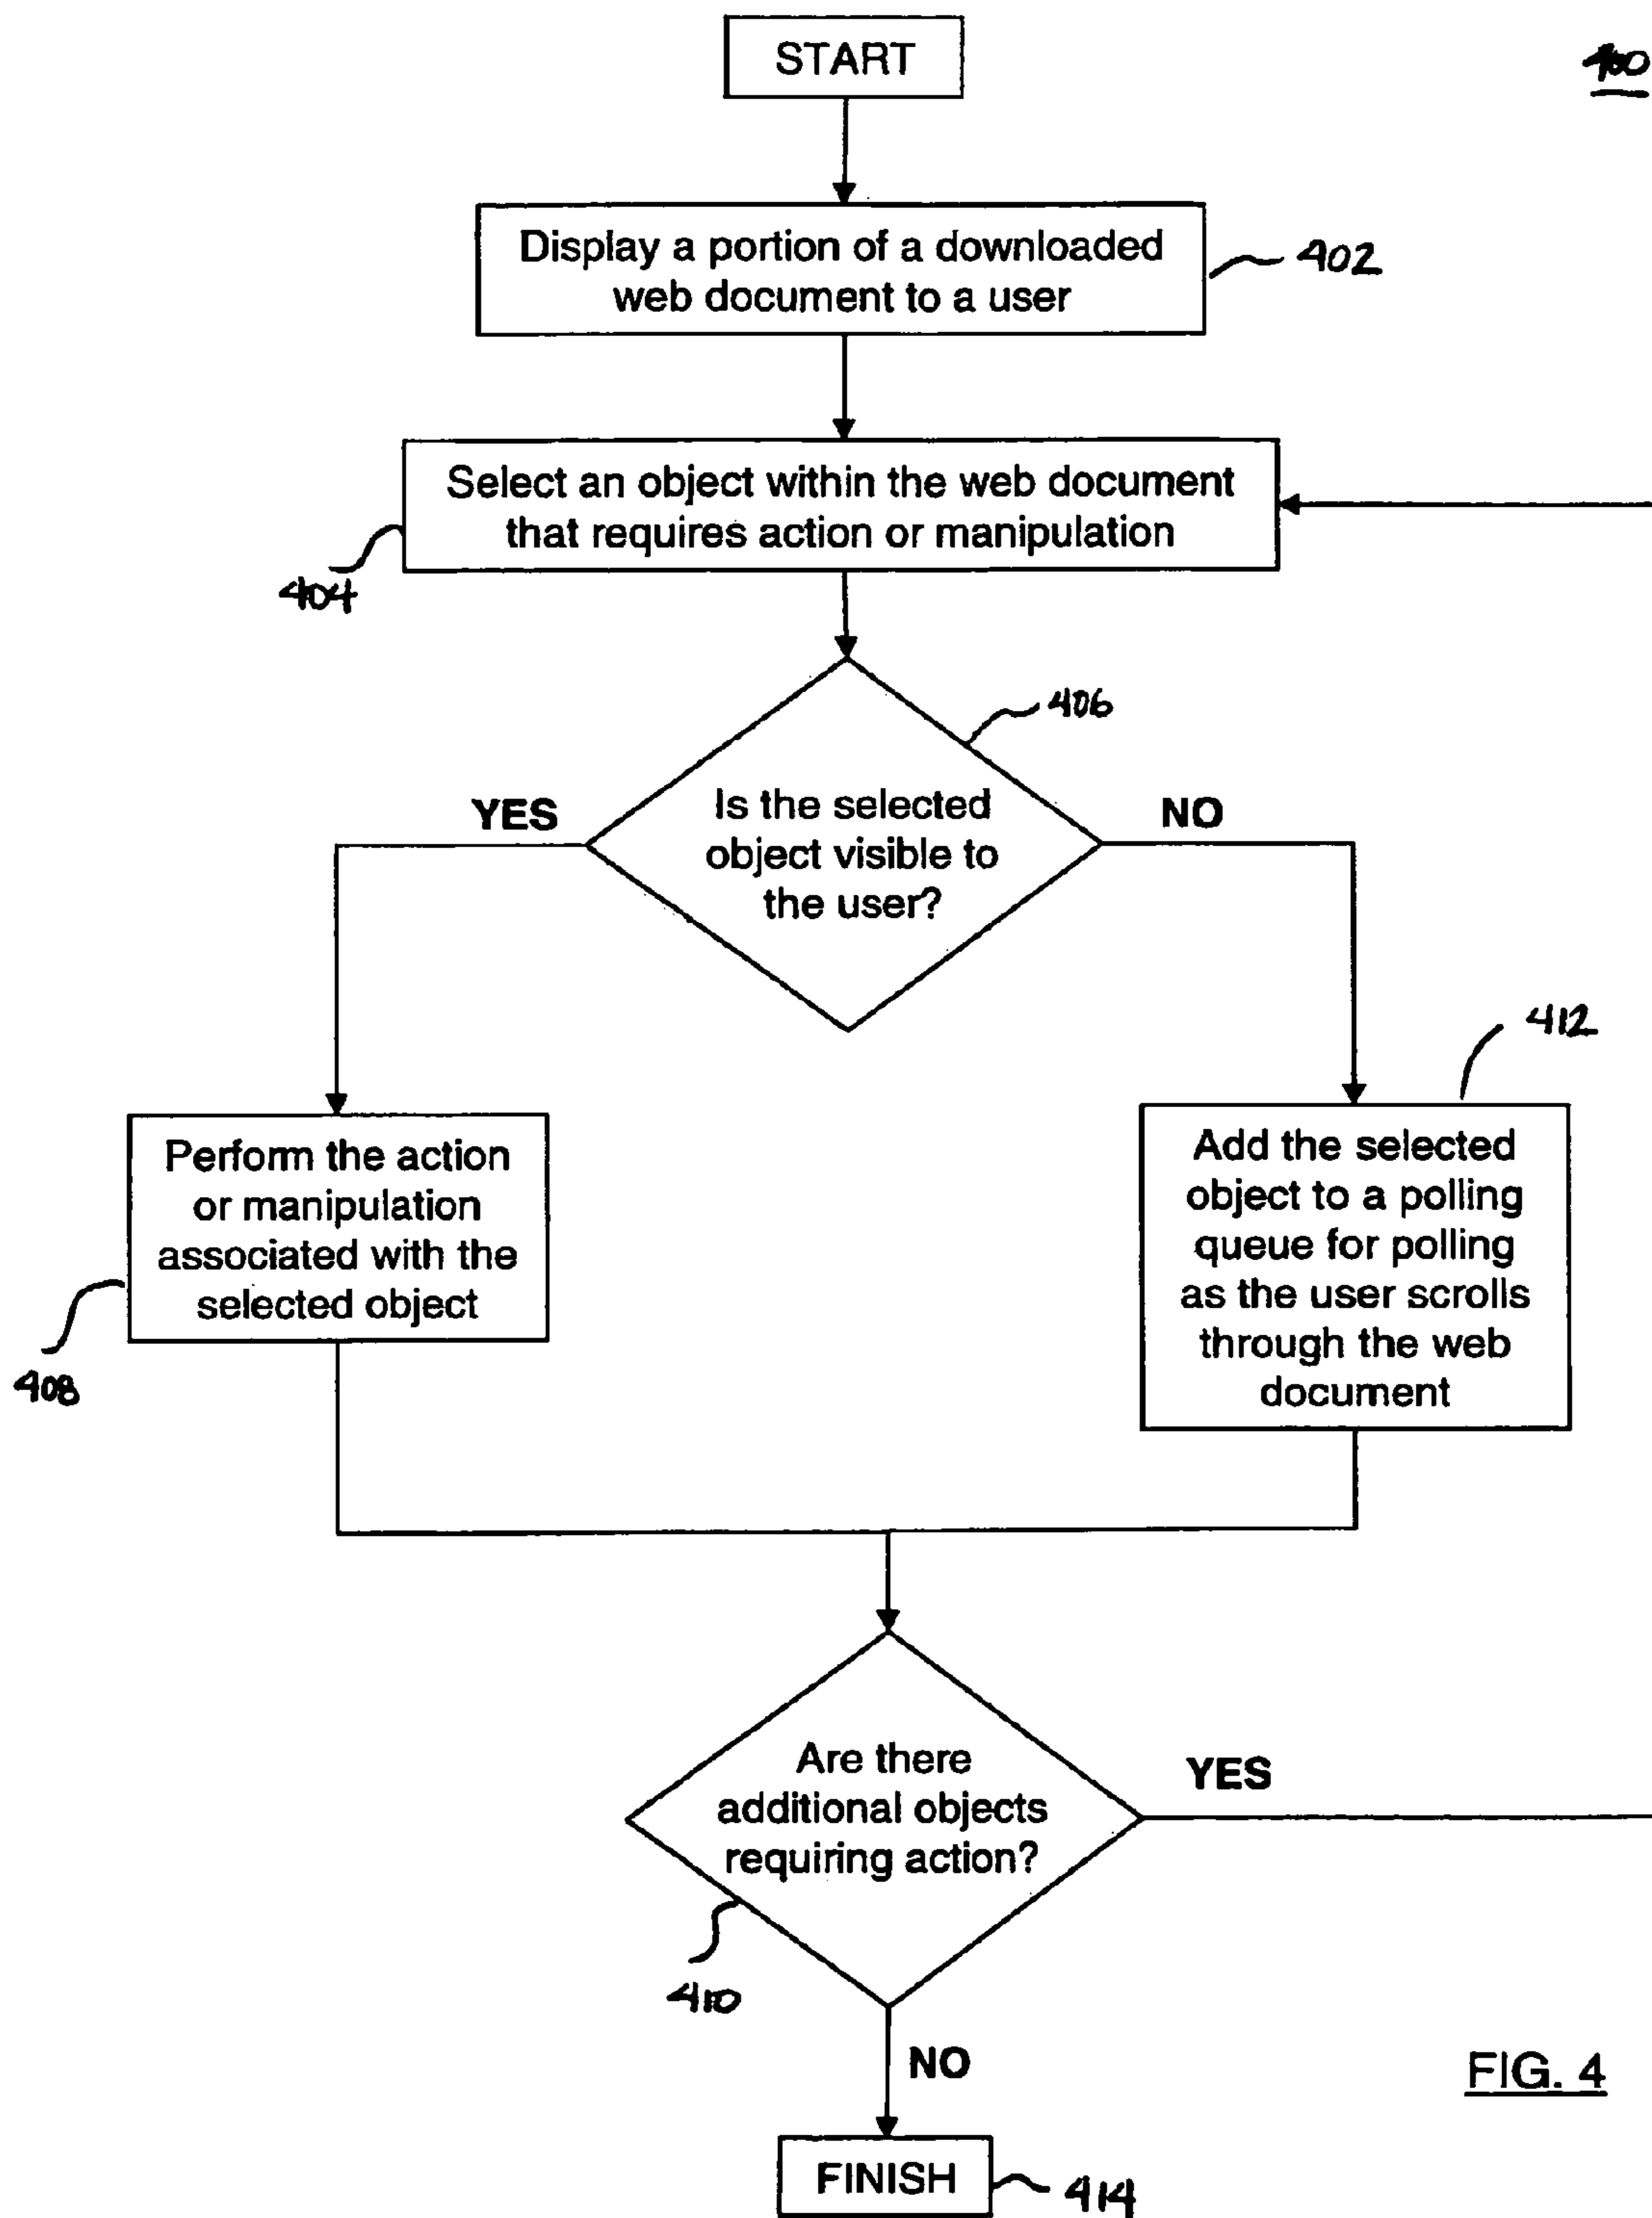 START
400
Display a portion of a downloaded
web document to a user
402
Select an object within the web document
that requires action or manipulation
404
406
YES
NO
Is the selected
object visible to
the user?
412
Perform the action
or manipulation
associated with the
selected object
408
Add the selected
object to a polling
queue for polling
as the user scrolls
through the web
document
Are there
additional objects
requiring action?
YES
410
NO
FIG. 4
FINISH
414